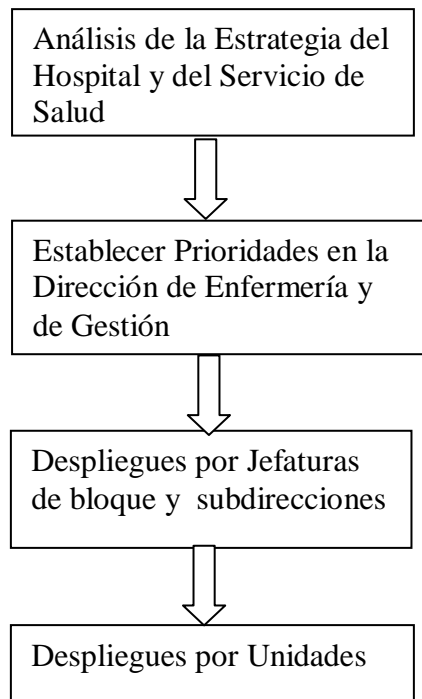 Análisis de la Estrategia del
Hospital y del Servicio de
Salud
Establecer Prioridades en la
Dirección de Enfermería y
de Gestión
Despliegues por Jefaturas
de bloque y  subdirecciones
Despliegues por Unidades